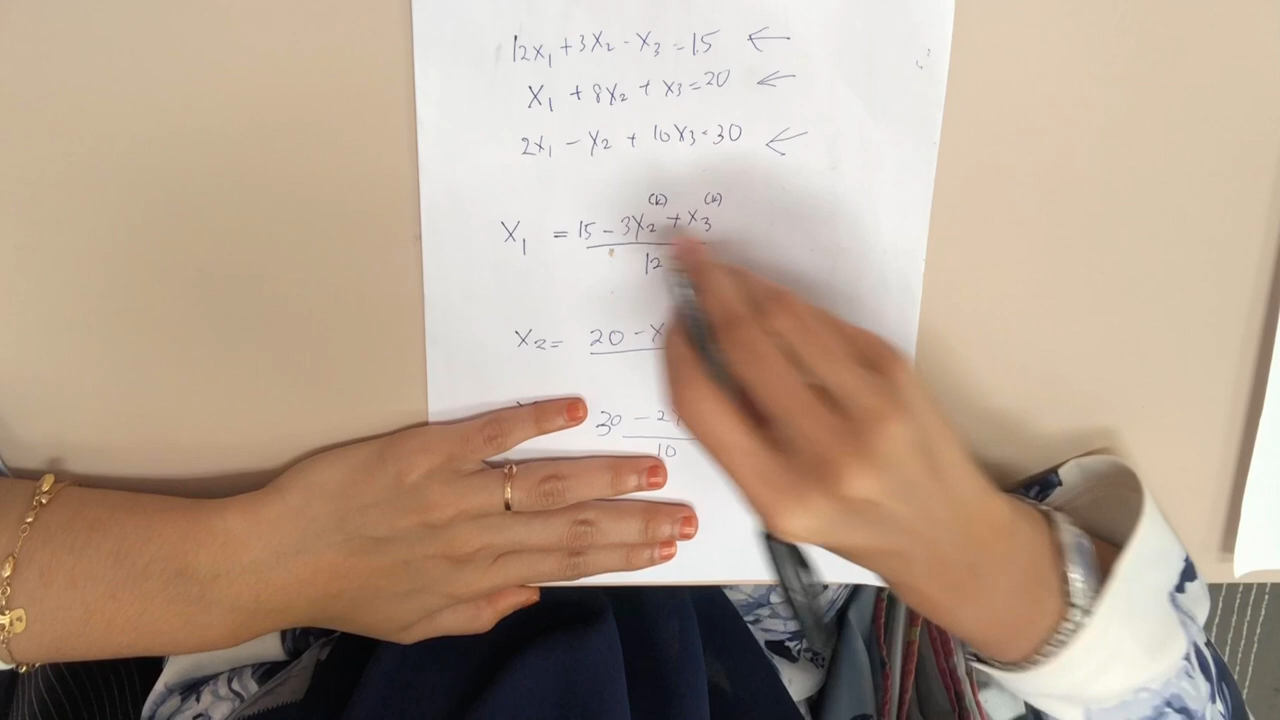 12x₁ + 3x₂ - x₃ = 15 ←
x₁ + 8x₂ + x₃ = 20 ←
2x₁ - x₂ + 10x₃ = 30 ←
x₁ = 15 - 3x₂⁽ᵏ⁾ + x₃⁽ᵏ⁾
12
x₂ = 20 - x
30 - 2
10